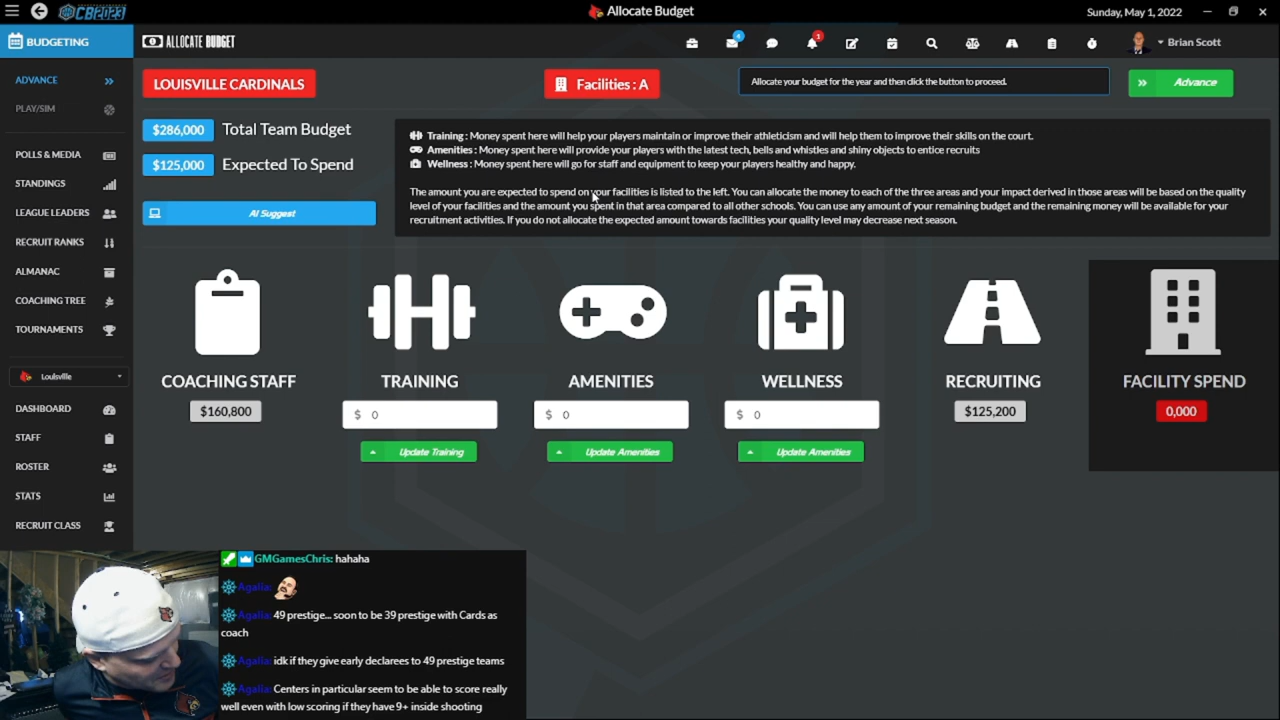 CB2023
Allocate Budget
Sunday, May 1, 2022
BUDGETING
ALLOCATE BUDGET
4
1
Brian Scott
ADVANCE
LOUISVILLE CARDINALS
Facilities : A
Allocate your budget for the year and then click the button to proceed.
Advance
PLAY/SIM
$286,000 Total Team Budget
$125,000 Expected To Spend
AI Suggest
Training : Money spent here will help your players maintain or improve their athleticism and will help them to improve their skills on the court.
Amenities : Money spent here will provide your players with the latest tech, bells and whistles and shiny objects to entice recruits
Wellness : Money spent here will go for staff and equipment to keep your players healthy and happy.
The amount you are expected to spend on your facilities is listed to the left. You can allocate the money to each of the three areas and your impact derived in those areas will be based on the quality
level of your facilities and the amount you spent in that area compared to all other schools. You can use any amount of your remaining budget and the remaining money will be available for your
recruitment activities. If you do not allocate the expected amount towards facilities your quality level may decrease next season.
POLLS & MEDIA
STANDINGS
LEAGUE LEADERS
RECRUIT RANKS
ALMANAC
COACHING TREE
TOURNAMENTS
Louisville
DASHBOARD
STAFF
ROSTER
STATS
RECRUIT CLASS
COACHING STAFF
$160,800
TRAINING
$ 0
Update Training
AMENITIES
$ 0
Update Amenities
WELLNESS
$ 0
Update Amenities
RECRUITING
$125,200
FACILITY SPEND
0,000
GMGamesChris: hahaha
Agalia:
Agalia: 49 prestige... soon to be 39 prestige with Cards as
coach
Agalia: idk if they give early declarees to 49 prestige teams
Agalia: Centers in particular seem to be able to score really
well even with low scoring if they have 9+ inside shooting